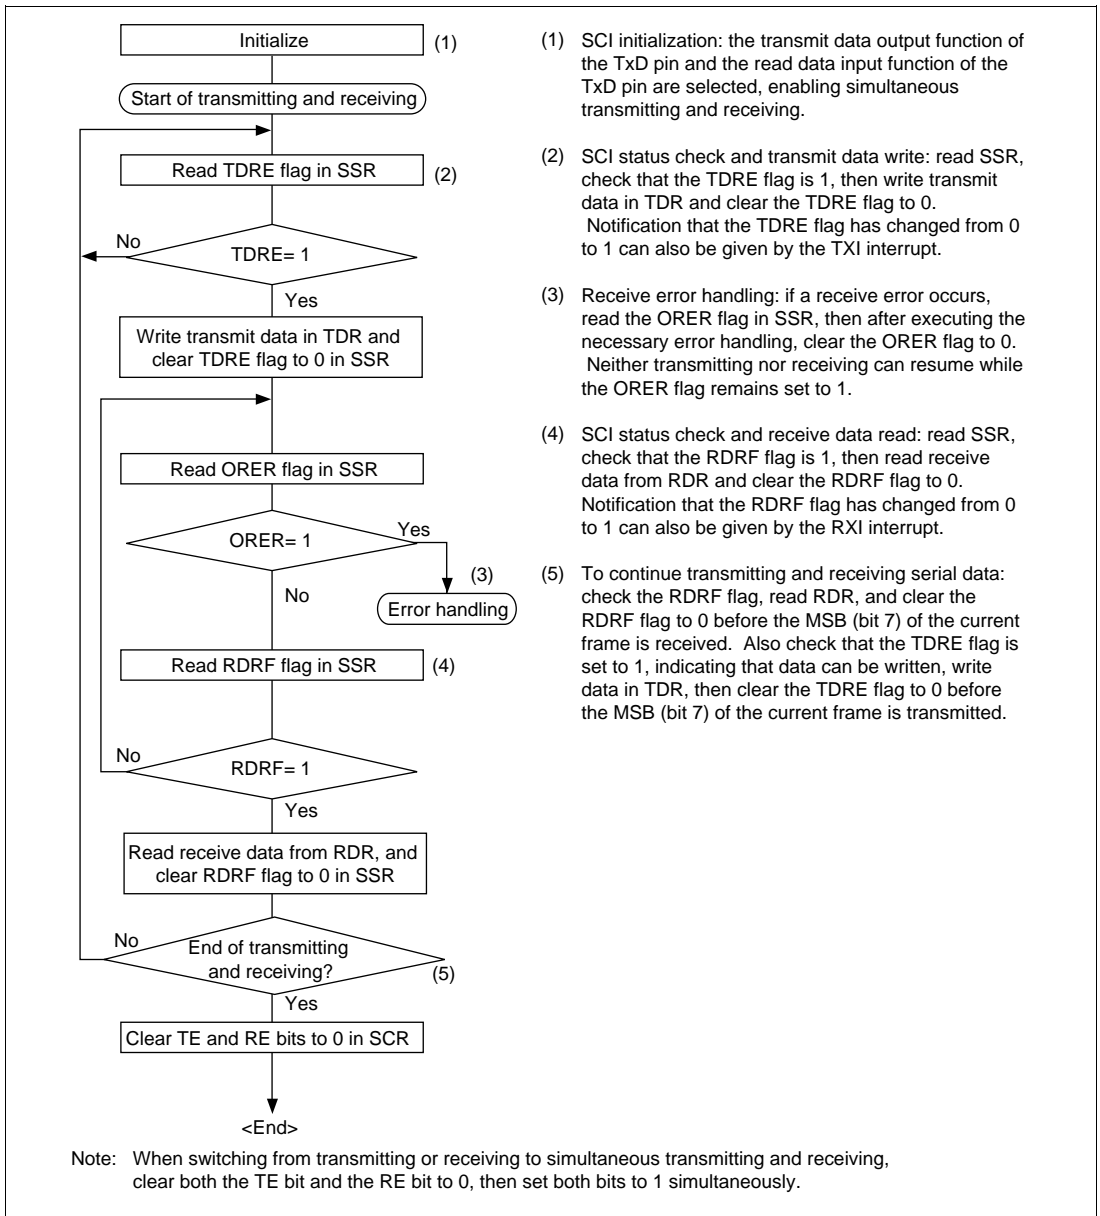 Initialize
(1)
Start of transmitting and receiving
Read TDRE flag in SSR
(2)
No
TDRE= 1
Yes
Write transmit data in TDR and
clear TDRE flag to 0 in SSR
Read ORER flag in SSR
ORER= 1
Yes
(3)
No
Error handling
Read RDRF flag in SSR
(4)
No
RDRF= 1
Yes
Read receive data from RDR, and
clear RDRF flag to 0 in SSR
No
End of transmitting
and receiving?
(5)
Yes
Clear TE and RE bits to 0 in SCR
<End>
(1) SCI initialization: the transmit data output function of
the TxD pin and the read data input function of the
TxD pin are selected, enabling simultaneous
transmitting and receiving.
(2) SCI status check and transmit data write: read SSR,
check that the TDRE flag is 1, then write transmit
data in TDR and clear the TDRE flag to 0.
Notification that the TDRE flag has changed from 0
to 1 can also be given by the TXI interrupt.
(3) Receive error handling: if a receive error occurs,
read the ORER flag in SSR, then after executing the
necessary error handling, clear the ORER flag to 0.
Neither transmitting nor receiving can resume while
the ORER flag remains set to 1.
(4) SCI status check and receive data read: read SSR,
check that the RDRF flag is 1, then read receive
data from RDR and clear the RDRF flag to 0.
Notification that the RDRF flag has changed from 0
to 1 can also be given by the RXI interrupt.
(5) To continue transmitting and receiving serial data:
check the RDRF flag, read RDR, and clear the
RDRF flag to 0 before the MSB (bit 7) of the current
frame is received. Also check that the TDRE flag is
set to 1, indicating that data can be written, write
data in TDR, then clear the TDRE flag to 0 before
the MSB (bit 7) of the current frame is transmitted.
Note: When switching from transmitting or receiving to simultaneous transmitting and receiving,
clear both the TE bit and the RE bit to 0, then set both bits to 1 simultaneously.